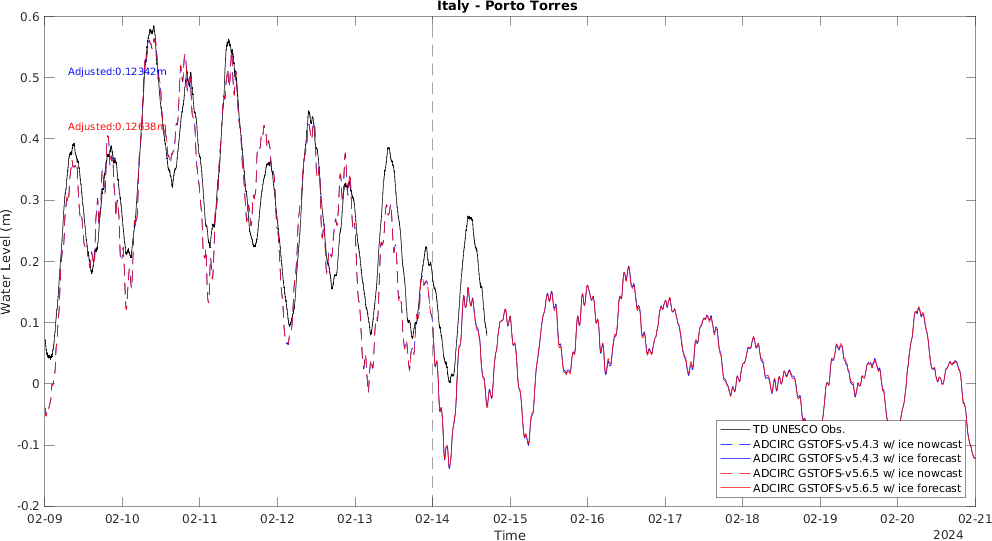 Italy - Porto Torres
0.6
0.5
0.4
0.3
0.2
0.1
0
-0.1
-0.2
Water Level (m)
Adjusted:0.12342m
Adjusted:0.12638m
TD UNESCO Obs.
ADCIRC GSTOFS-v5.4.3 w/ ice nowcast
ADCIRC GSTOFS-v5.4.3 w/ ice forecast
ADCIRC GSTOFS-v5.6.5 w/ ice nowcast
ADCIRC GSTOFS-v5.6.5 w/ ice forecast
02-09 02-10 02-11 02-12 02-13 02-14 02-15 02-16 02-17 02-18 02-19 02-20 02-21
Time
2024